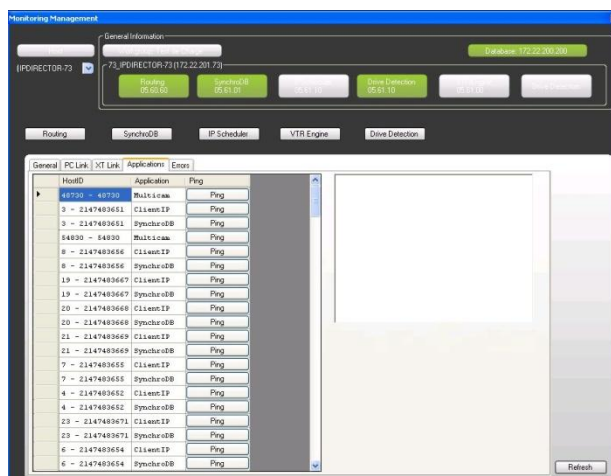 Monitoring Management
General Information
Database: 172.22.200.200
(IPDIRECTOR-73
73_IPDIRECTOR-73 (172.22.201.73)
Routing
SynchroDB
Drive Detection
05.61.01
05.61.10
Routing
SynchroDB
IP Scheduler
VTR Engine
Drive Detection
General PC Link XT Link Applications Errors
HostID Application Ping
48730 - 48730 Multicam Ping
3 - 2147483651 ClientIP Ping
3 - 2147483651 SynchroDB Ping
54830 - 54830 Multicam Ping
8 - 2147483656 ClientIP Ping
8 - 2147483656 SynchroDB Ping
19 - 2147483667 ClientIP Ping
19 - 2147483667 SynchroDB Ping
20 - 2147483668 ClientIP Ping
20 - 2147483668 SynchroDB Ping
21 - 2147483669 ClientIP Ping
21 - 2147483669 SynchroDB Ping
7 - 2147483655 ClientIP Ping
7 - 2147483655 SynchroDB Ping
4 - 2147483652 ClientIP Ping
4 - 2147483652 SynchroDB Ping
23 - 2147483671 ClientIP Ping
23 - 2147483671 SynchroDB Ping
6 - 2147483654 ClientIP Ping
6 - 2147483654 SynchroDB Ping
Refresh